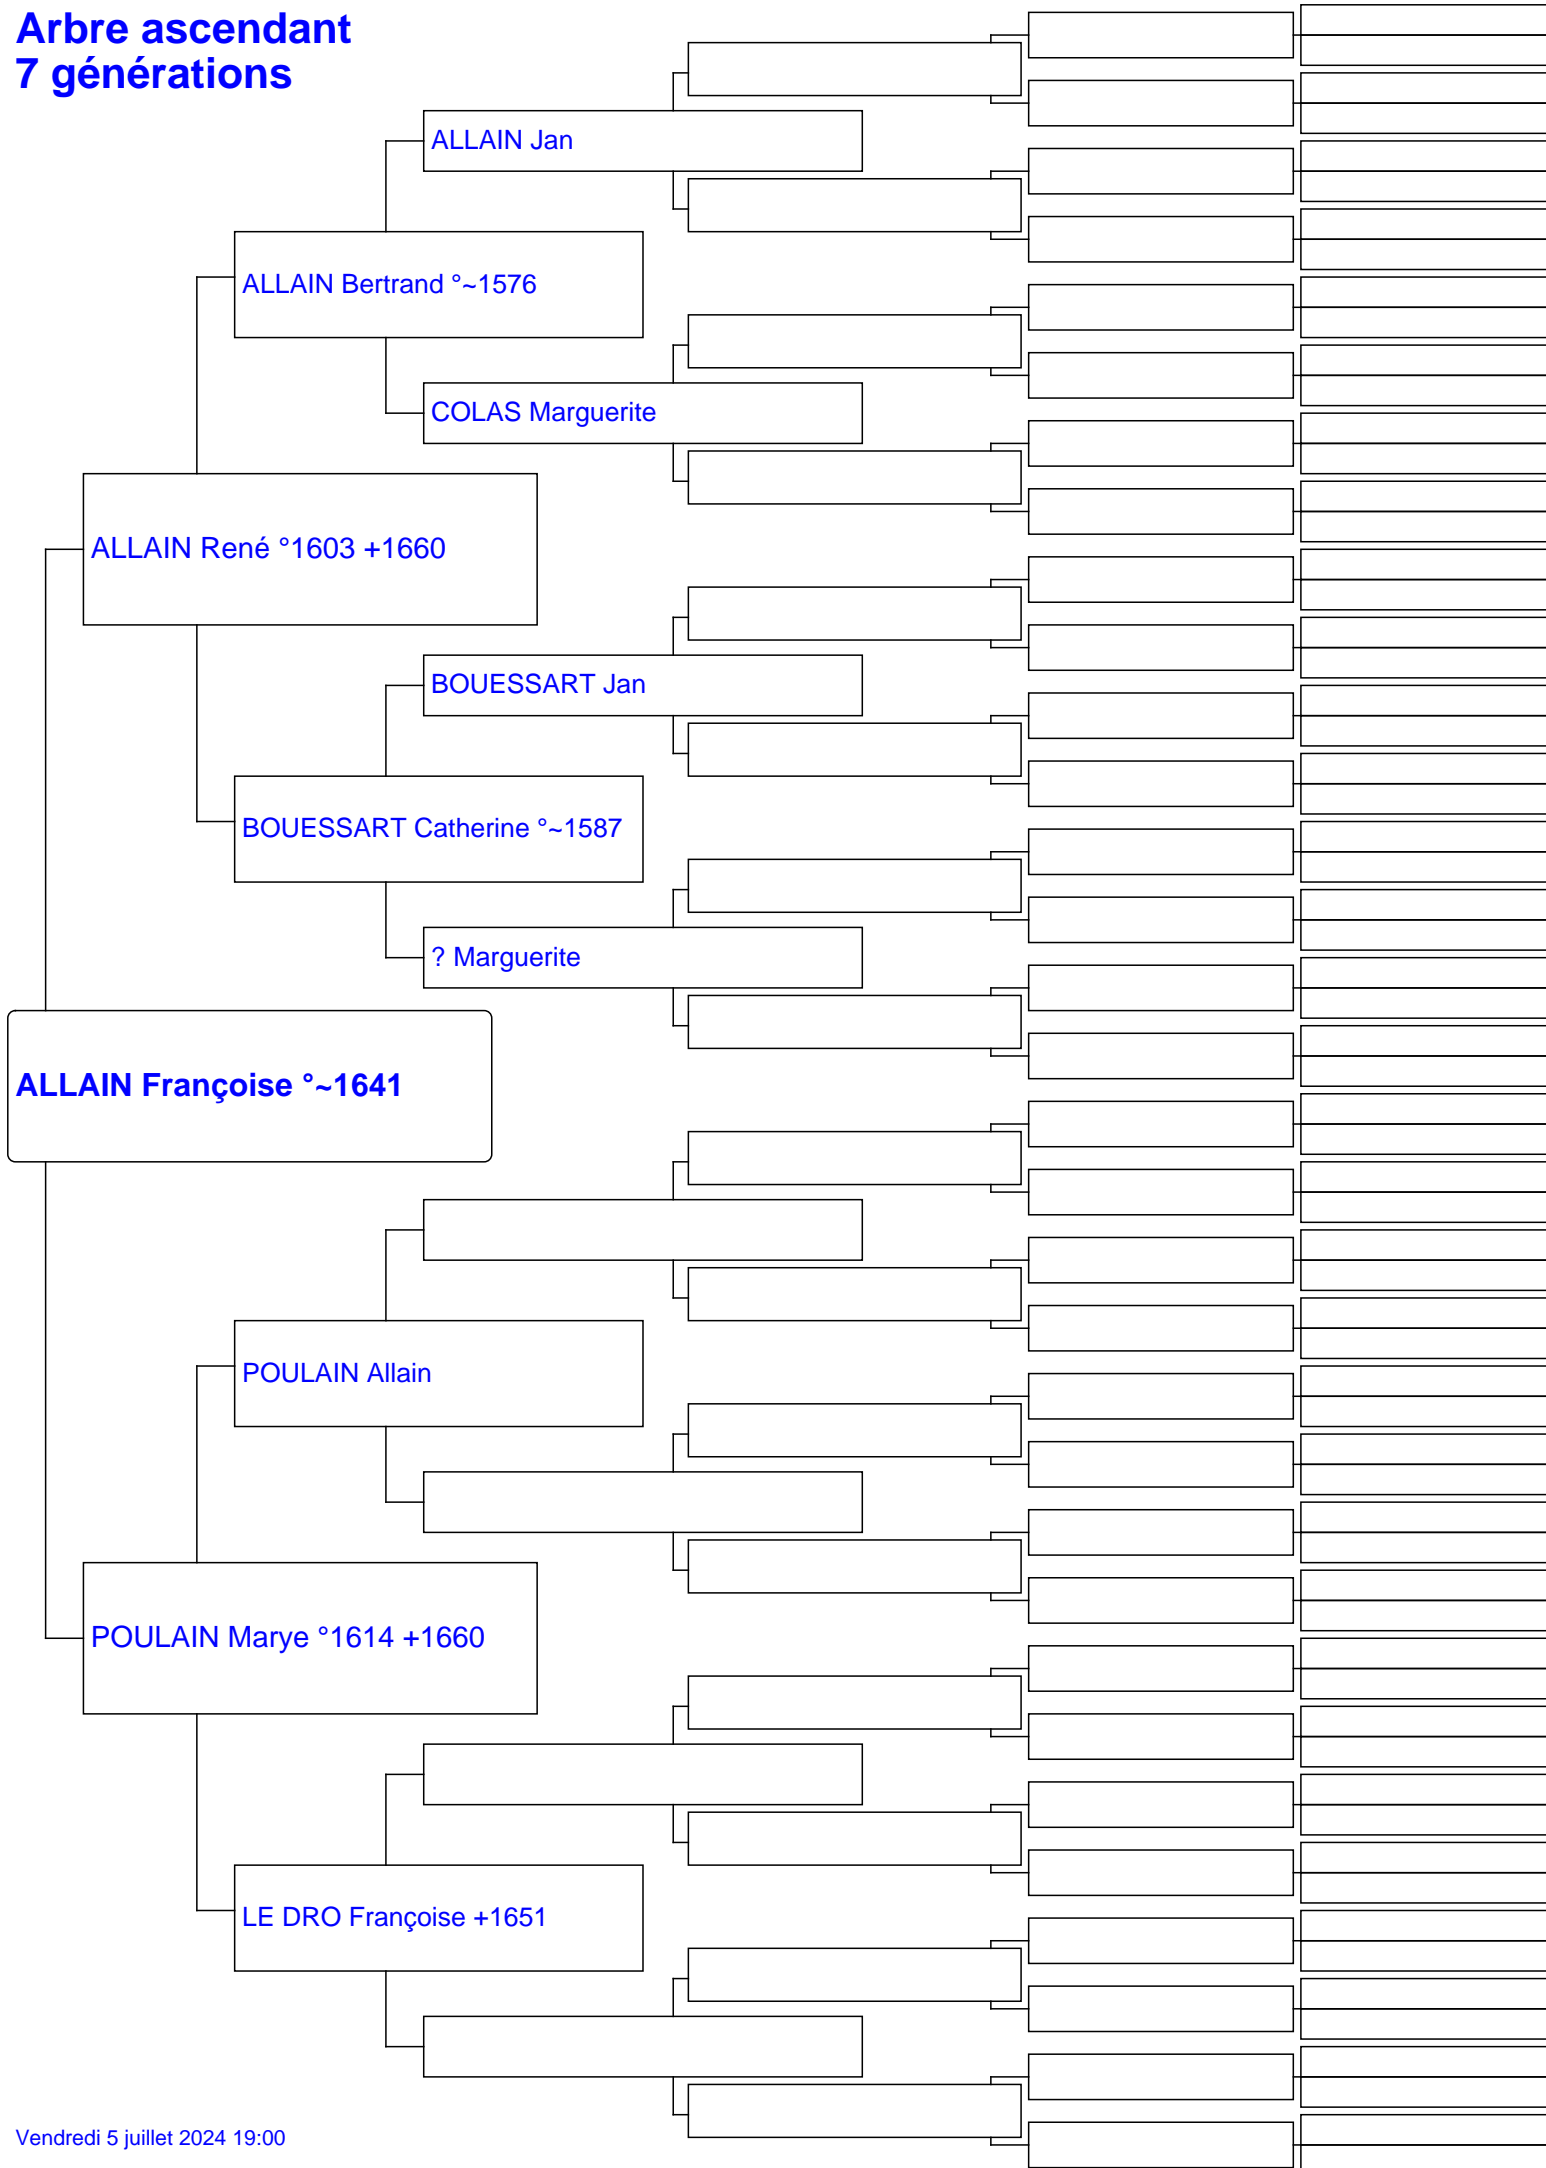 Arbre ascendant
7 générations
ALLAIN Jan
ALLAIN Bertrand °~1576
COLAS Marguerite
ALLAIN René °1603 +1660
BOUESSART Jan
BOUESSART Catherine °~1587
? Marguerite
ALLAIN Françoise °~1641
POULAIN Allain
POULAIN Marye °1614 +1660
LE DRO Françoise +1651
Vendredi 5 juillet 2024 19:00